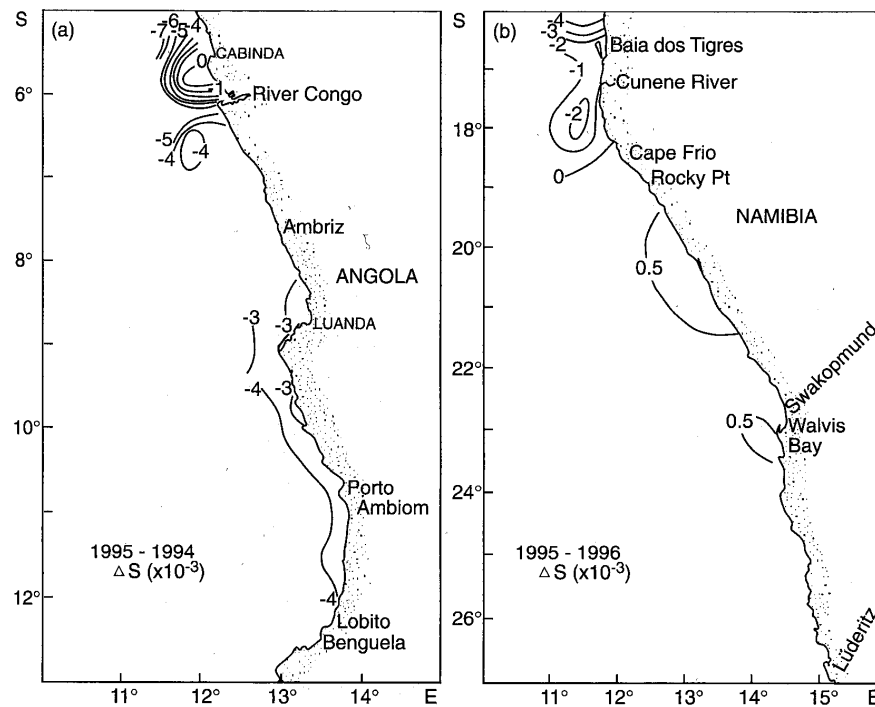 S
(a)
-6
-7 -5 -4
0
CABINDA
-1
River Congo
6°
-5
-4
-4
Ambriz
8°
ANGOLA
-3
-3
LUANDA
-4
-3
10°
Porto
Ambiom
1995 - 1994
△ S (x10-3)
12°
-4
Lobito
Benguela
11°
12°
13°
14°
E
S
(b)
-4
-3
-2
Baia dos Tigres
-1
Cunene River
-2
18°
Cape Frio
0
Rocky Pt
NAMIBIA
20°
0.5
22°
Swakopmund
0.5
Walvis
Bay
24°
1995 - 1996
△ S (x10-3)
26°
Lüderitz
11°
12°
13°
14°
15°
E